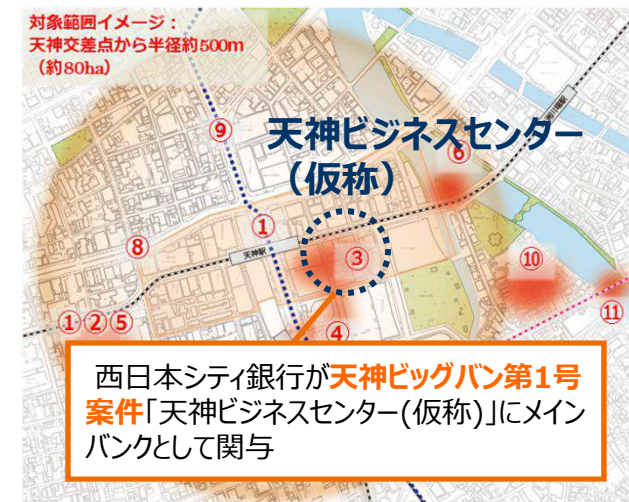 対象範囲イメージ：
天神交差点から半径約500m
（約80ha）
⑨
天神ビジネスセンター
（仮称）
⑥
①
⑧
天神駅
③
⑩
①②⑤
④
⑪
西日本シティ銀行が天神ビッグバン第1号
案件「天神ビジネスセンター(仮称)」にメイン
バンクとして関与